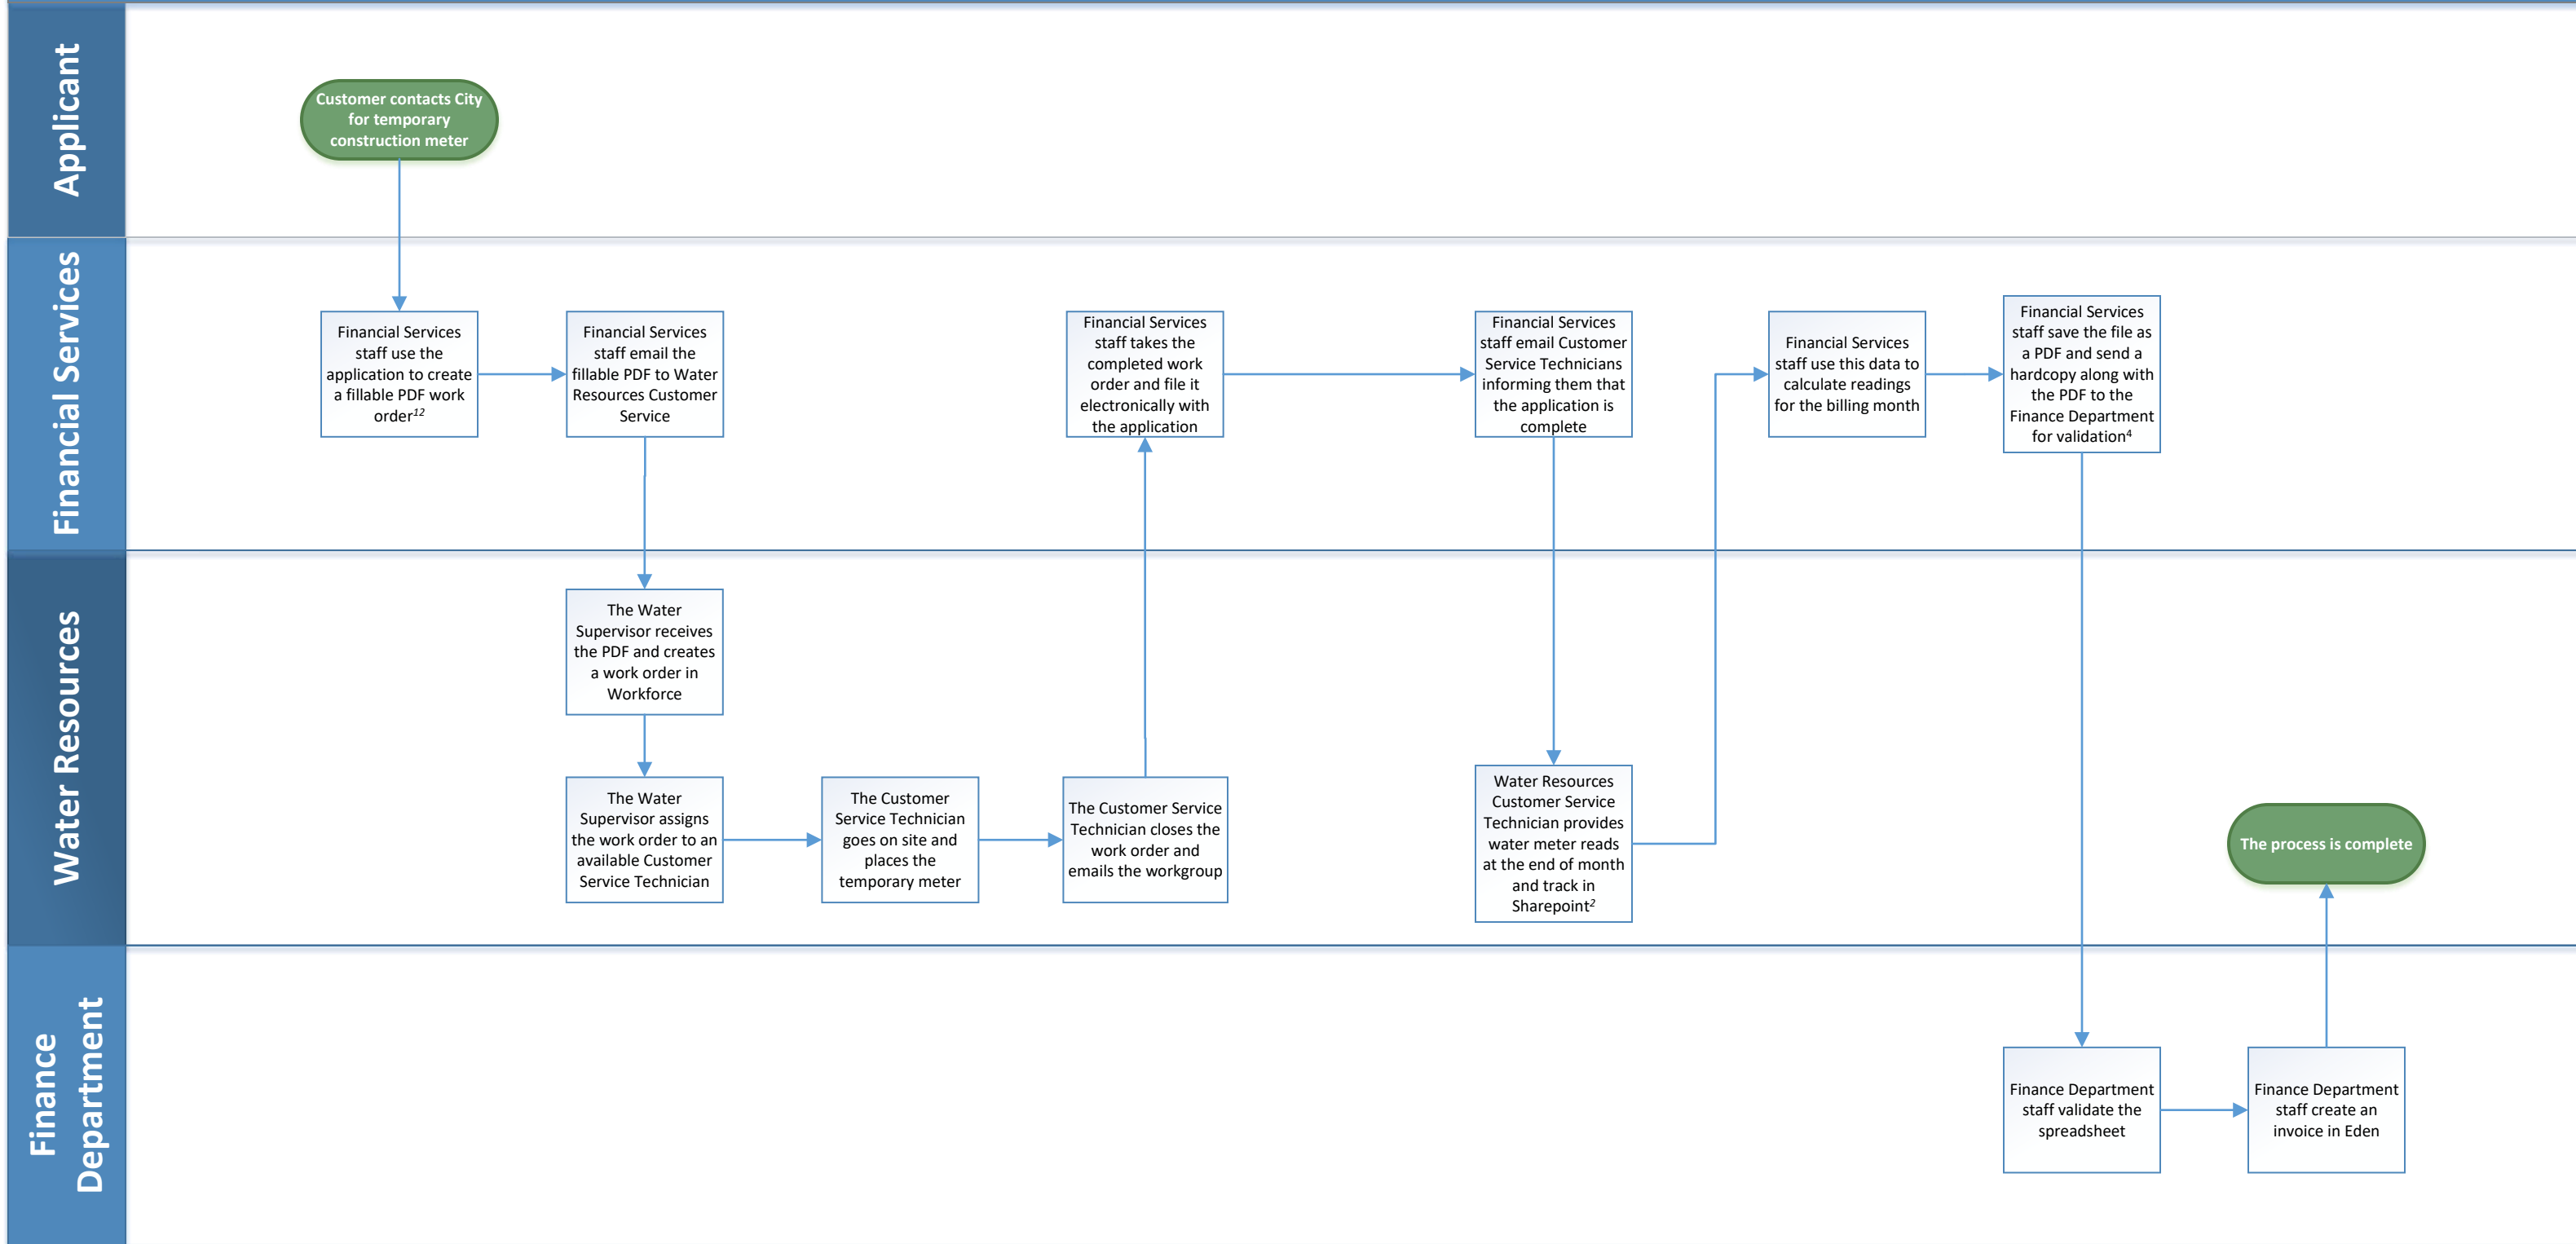 Applicant
Customer contacts City
for temporary
construction meter
Financial Services
Financial Services
staff use the
application to create
a fillable PDF work
order12
Financial Services
staff email the
fillable PDF to Water
Resources Customer
Service
Financial Services
staff takes the
completed work
order and file it
electronically with
the application
Financial Services
staff email Customer
Service Technicians
informing them that
the application is
complete
Financial Services
staff use this data to
calculate readings
for the billing month
Financial Services
staff save the file as
a PDF and send a
hardcopy along with
the PDF to the
Finance Department
for validation4
Water Resources
The Water
Supervisor receives
the PDF and creates
a work order in
Workforce
The Water
Supervisor assigns
the work order to an
available Customer
Service Technician
The Customer
Service Technician
goes on site and
places the
temporary meter
The Customer Service
Technician closes the
work order and
emails the workgroup
Water Resources
Customer Service
Technician provides
water meter reads
at the end of month
and track in
Sharepoint2
The process is complete
Finance
Department
Finance Department
staff validate the
spreadsheet
Finance Department
staff create an
invoice in Eden